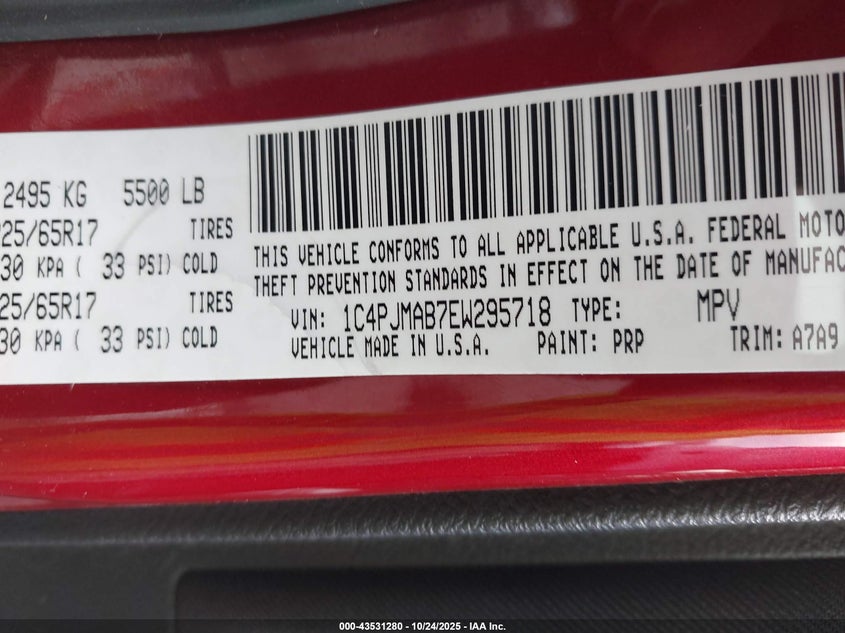 2495 KG 5500 LB
25/65R17 TIRES
30 KPA ( 33 PSI) COLD
25/65R17 TIRES
30 KPA ( 33 PSI) COLD
THIS VEHICLE CONFORMS TO ALL APPLICABLE U.S.A. FEDERAL MOTO
THEFT PREVENTION STANDARDS IN EFFECT ON THE DATE OF MANUFAC
VIN: 1C4PJMAB7EW295718 TYPE: MPV
VEHICLE MADE IN U.S.A. PAINT: PRP TRIM: A7A9
000-43531280 - 10/24/2025 - IAA Inc.